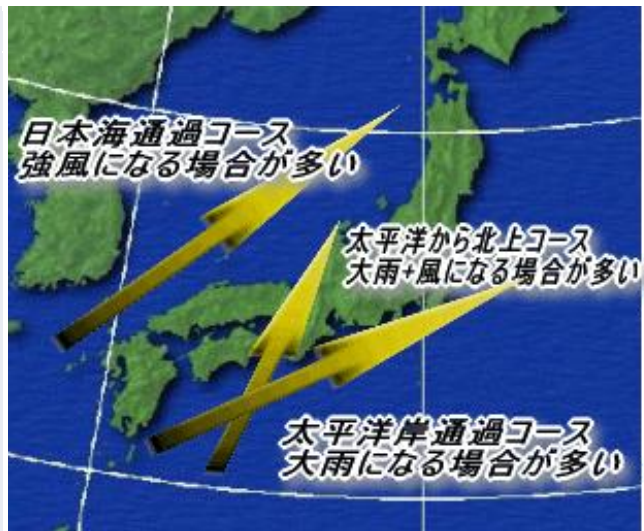 日本海通過コース
強風になる場合が多い
太平洋から北上コース
大雨+風になる場合が多い
太平洋岸通過コース
大雨になる場合が多い